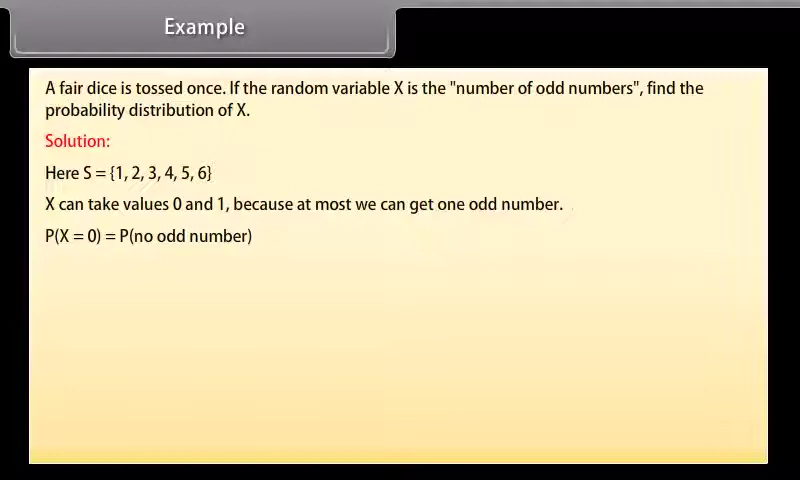 Example
A fair dice is tossed once. If the random variable X is the "number of odd numbers", find the
probability distribution of X.
Solution:
Here S = {1, 2, 3, 4, 5, 6}
X can take values 0 and 1, because at most we can get one odd number.
P(X = 0) = P(no odd number)